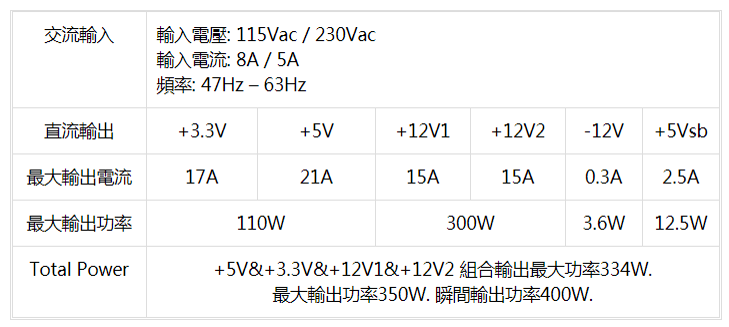 交流輸入
輸入電壓: 115Vac / 230Vac
輸入電流: 8A / 5A
頻率: 47Hz – 63Hz
直流輸出 +3.3V +5V +12V1 +12V2 -12V +5Vsb
最大輸出電流 17A 21A 15A 15A 0.3A 2.5A
最大輸出功率 110W 300W 3.6W 12.5W
Total Power +5V&+3.3V&+12V1&+12V2 組合輸出最大功率334W.
最大輸出功率350W. 瞬間輸出功率400W.